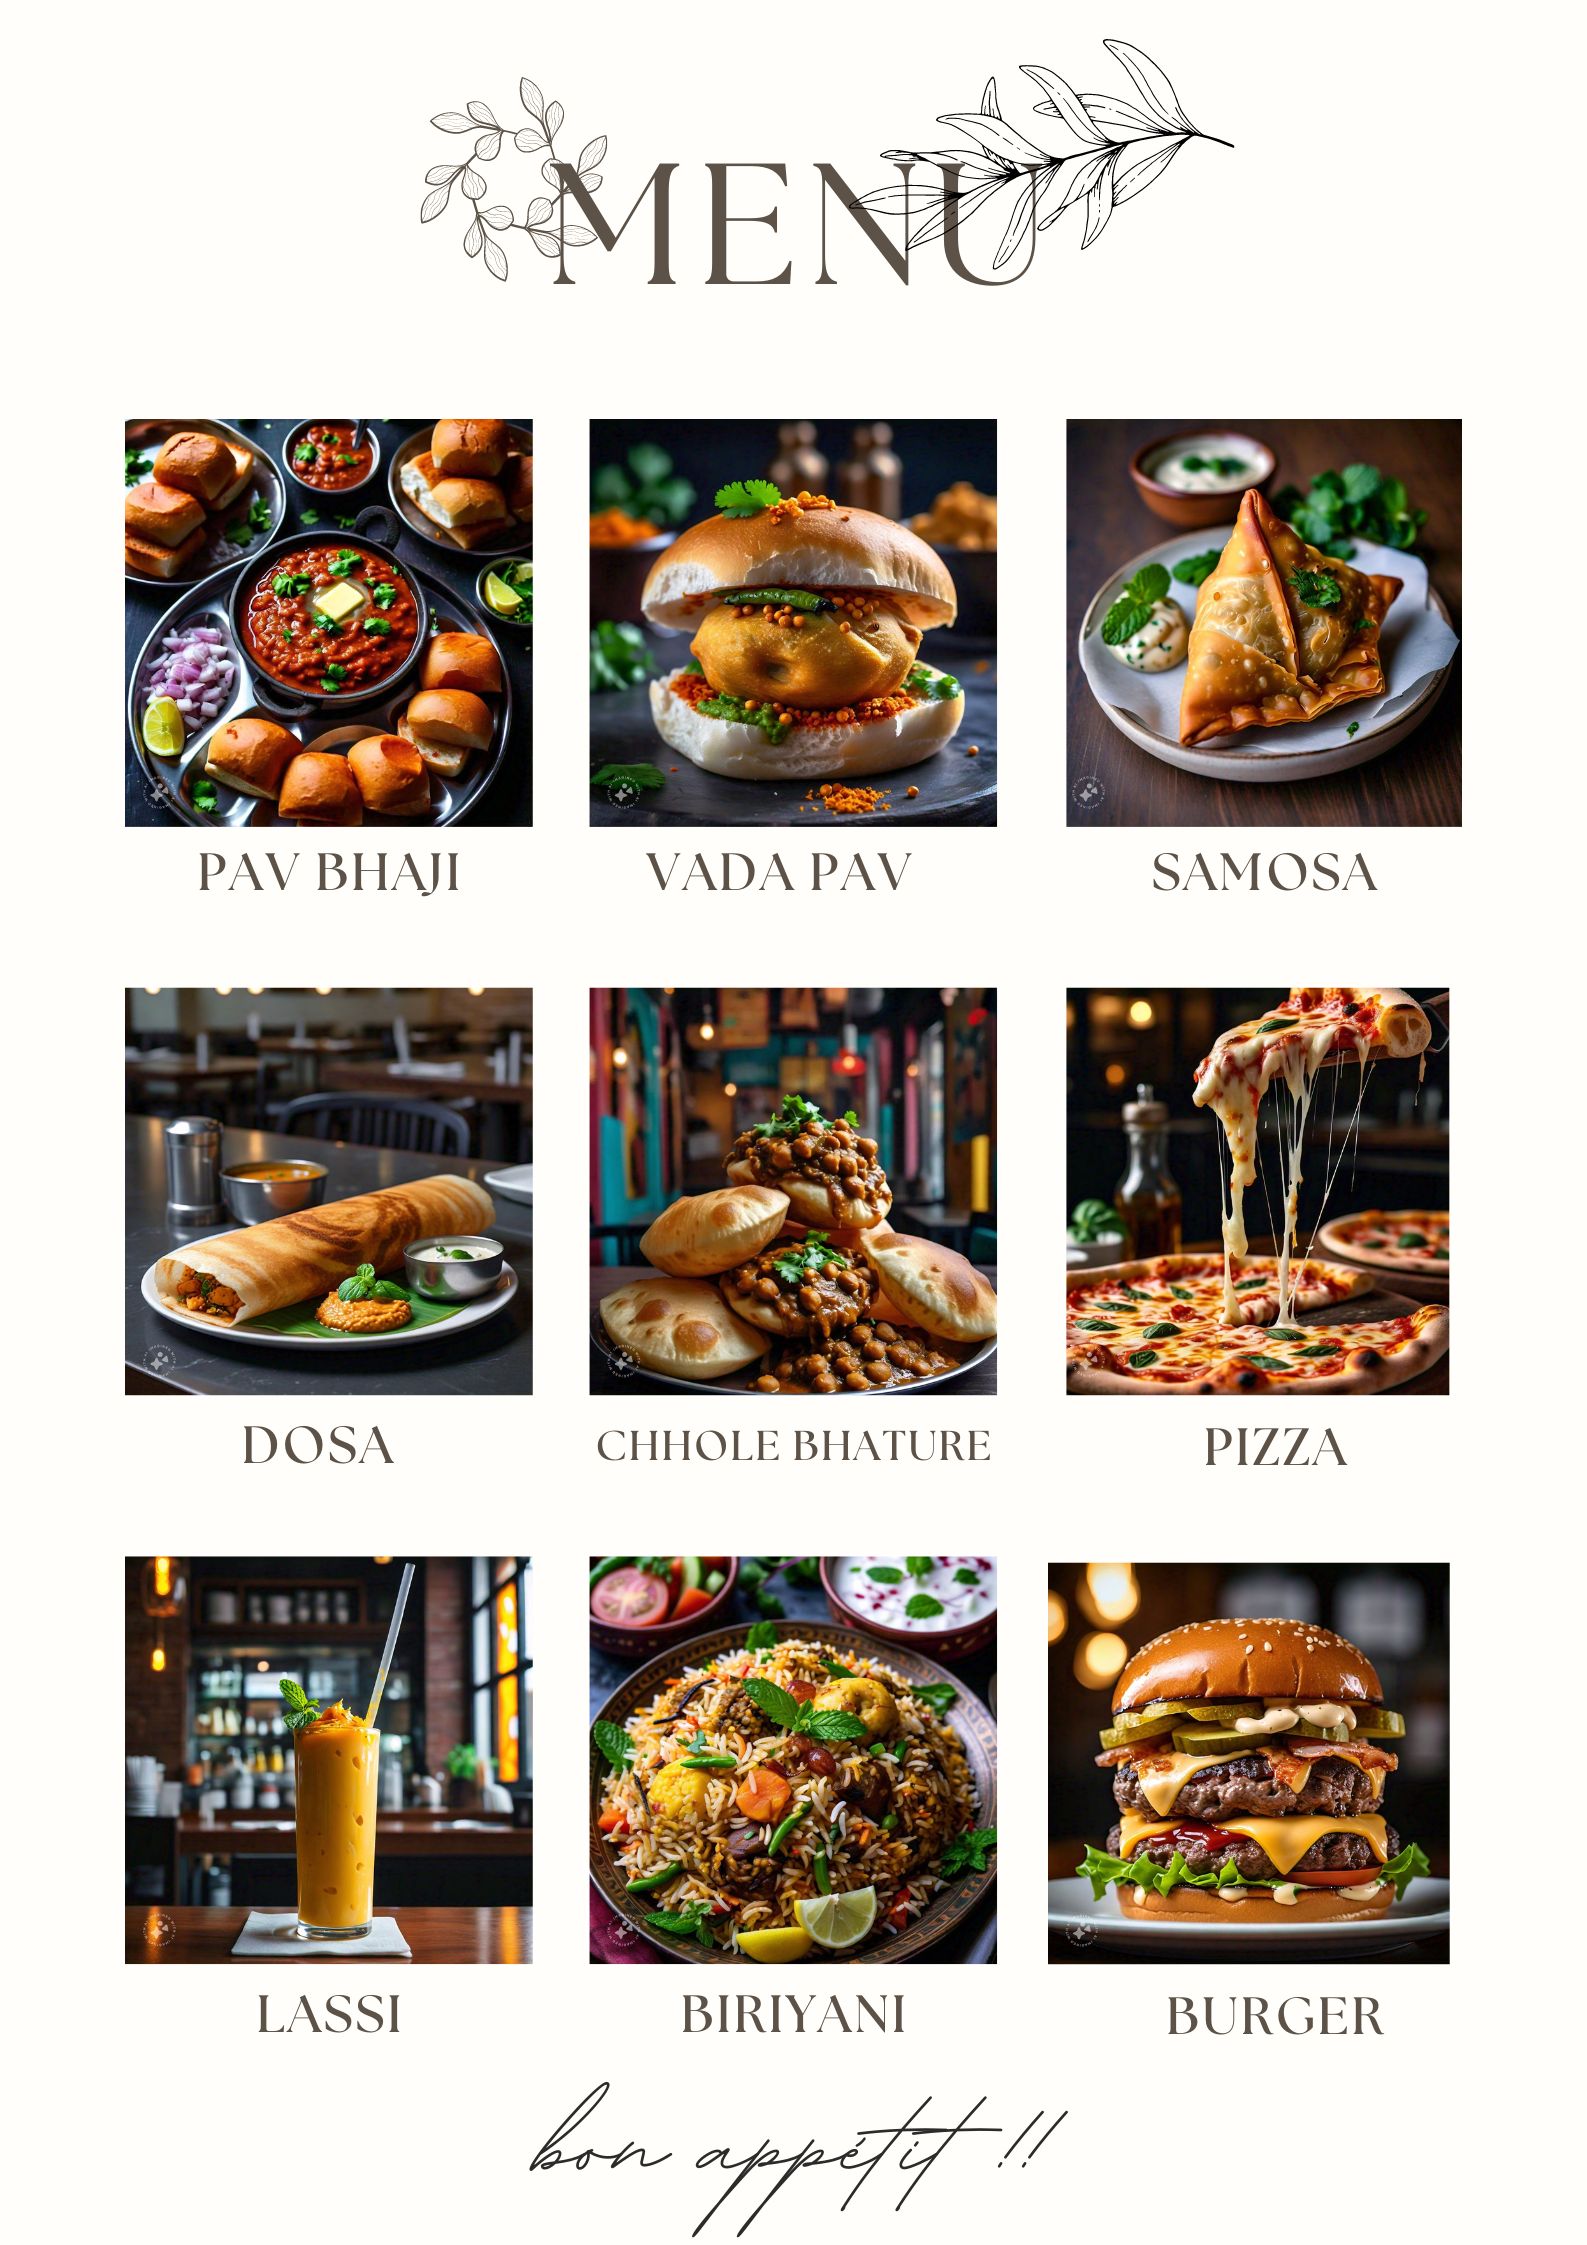 MENU
PAV BHAJI
VADA PAV
SAMOSA
DOSA
CHHOLE BHATURE
PIZZA
LASSI
BIRIYANI
BURGER
bon appétit !!